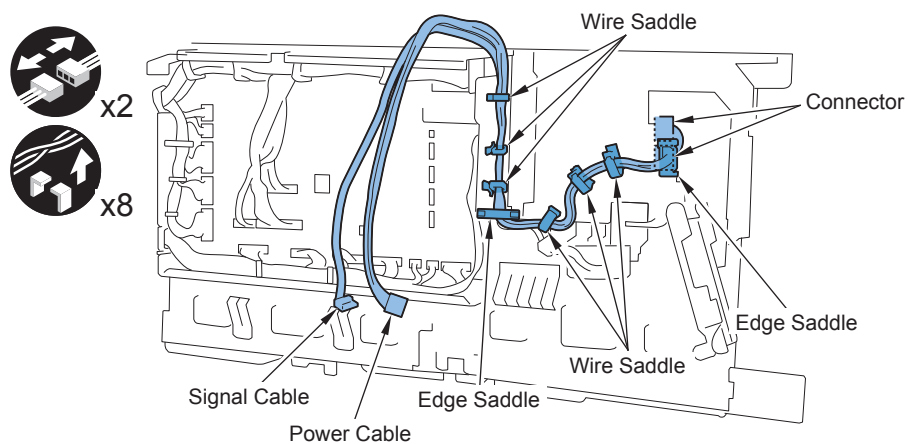 Wire Saddle
x2
Connector
x8
Edge Saddle
Wire Saddle
Signal Cable
Edge Saddle
Power Cable